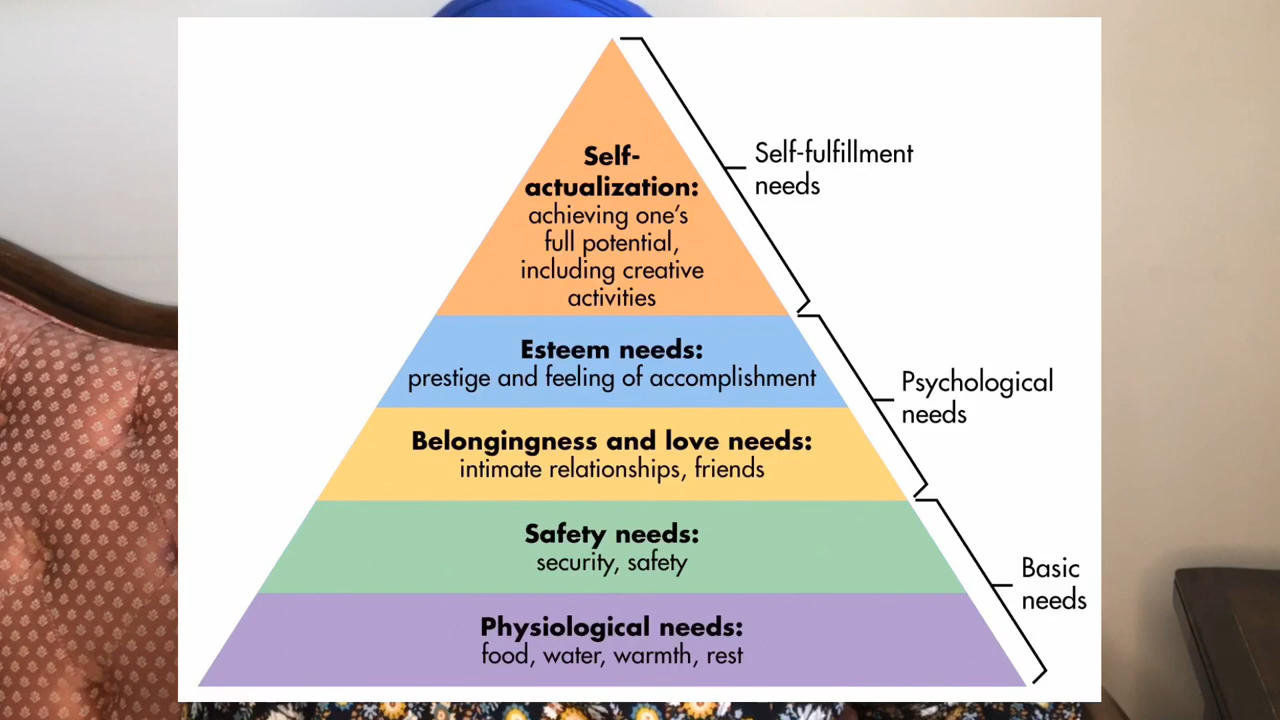 Self-
actualization:
achieving one's
full potential,
including creative
activities
Self-fulfillment
needs
Esteem needs:
prestige and feeling of accomplishment
Psychological
needs
Belongingness and love needs:
intimate relationships, friends
Safety needs:
security, safety
Basic
needs
Physiological needs:
food, water, warmth, rest